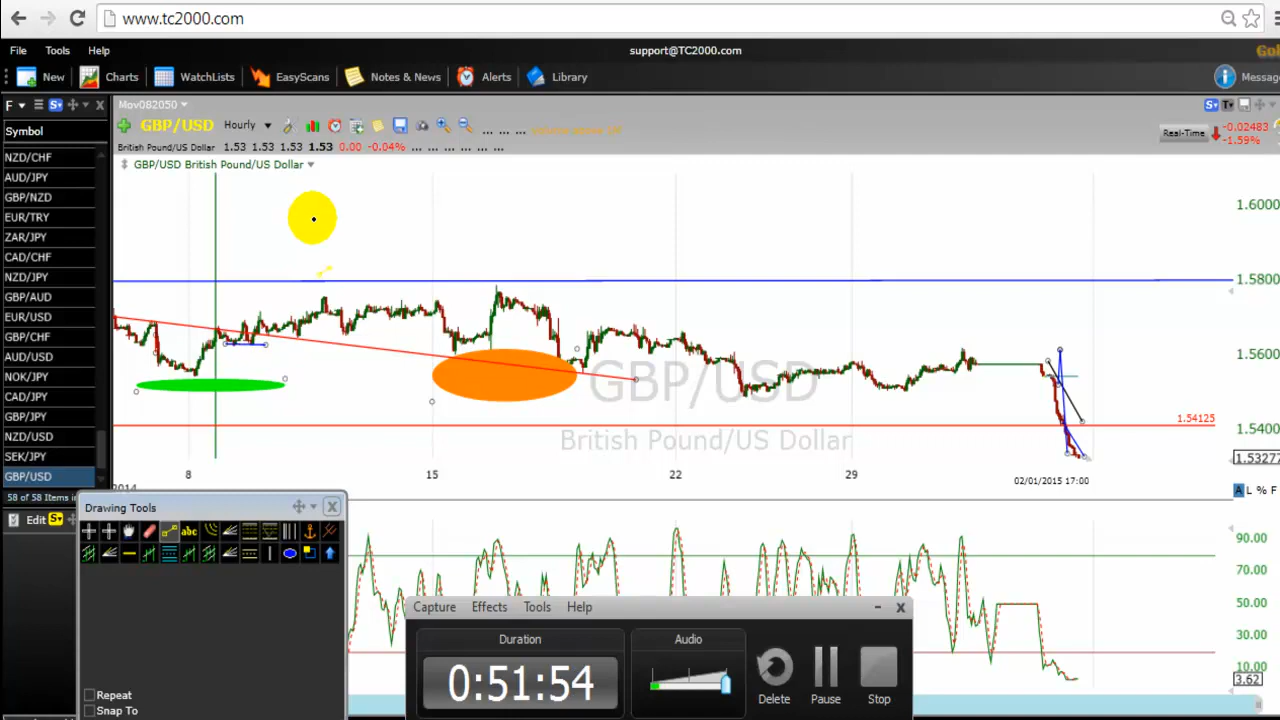 www.tc2000.com
File Tools Help support@TC2000.com
New Charts WatchLists EasyScans Notes & News Alerts Library Messag
F S Mov082050 S T
Symbol GBP/USD Hourly Real-Time -0.02483
-1.59%
British Pound/US Dollar 1.53 1.53 1.53 1.53 0.00 -0.04% ... ... ... ... ...
GBP/USD British Pound/US Dollar
NZD/CHF
AUD/JPY
GBP/NZD
EUR/TRY
ZAR/JPY
CAD/CHF
NZD/JPY
GBP/AUD
EUR/USD
GBP/CHF
AUD/USD
NOK/JPY
CAD/JPY
GBP/JPY
NZD/USD
SEK/JPY
GBP/USD
58 of 58 Items in
Edit S
1.6000
1.5800
1.5600
1.5400
1.54125
1.53277
GBP/USD
British Pound/US Dollar
8 15 22 29 02/01/2015 17:00
2014
A L % F
90.00
70.00
50.00
30.00
10.00
3.62
Drawing Tools
abc
Repeat
Snap To
Capture Effects Tools Help
Duration Audio
0:51:54
Delete Pause Stop